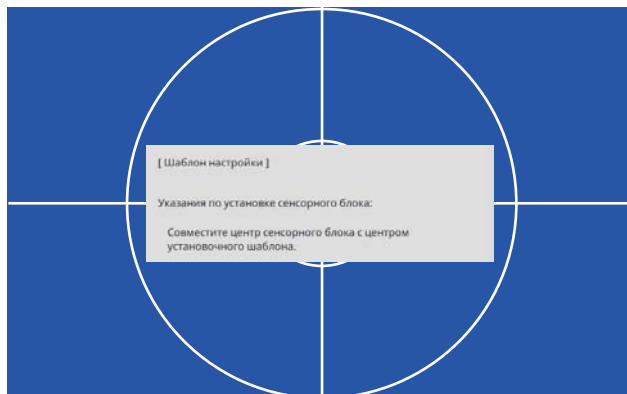 [ Шаблон настройки ]
Указания по установке сенсорного блока:
Совместите центр сенсорного блока с центром
установочного шаблона.